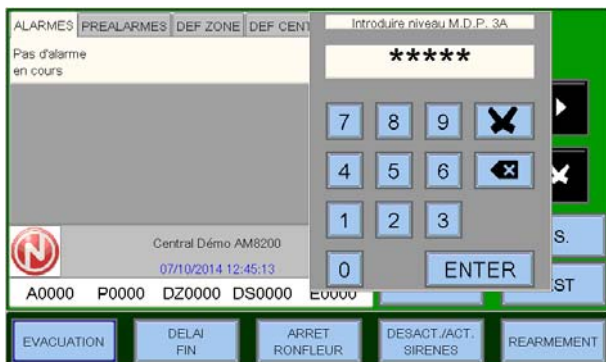 ALARMES PREALARMES DEF ZONE DEF CENT
Introduire niveau M.D.P. 3A
Pas d'alarme
en cours
*****
7 8 9
4 5 6
1 2 3
0 ENTER
N
Central Démo AM8200
07/10/2014 12:45:13
A0000 P0000 DZ0000 DS0000 E0000
S.
EST
EVACUATION
DELAI
FIN
ARRET
RONFLEUR
DESACT./ACT.
SIRENES
REARMEMENT